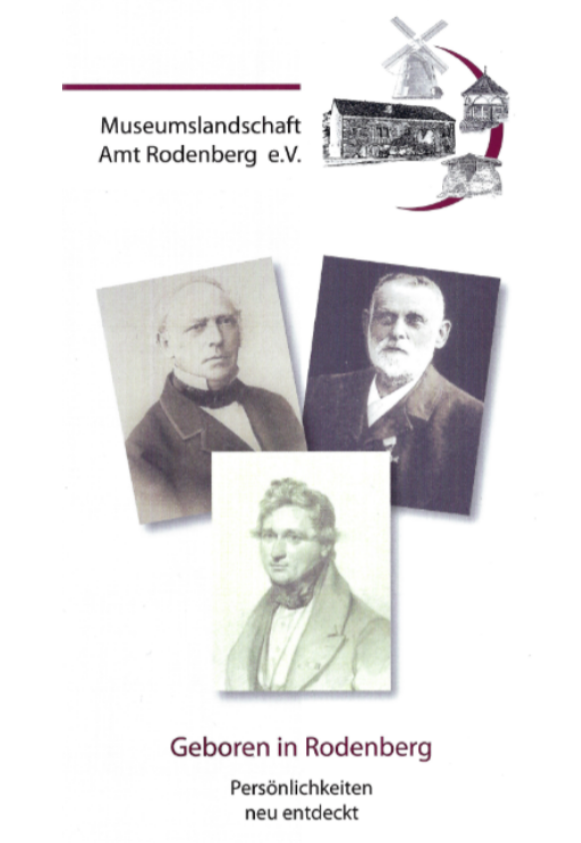 Museumslandschaft
Amt Rodenberg e.V.
Geboren in Rodenberg
Persönlichkeiten
neu entdeckt